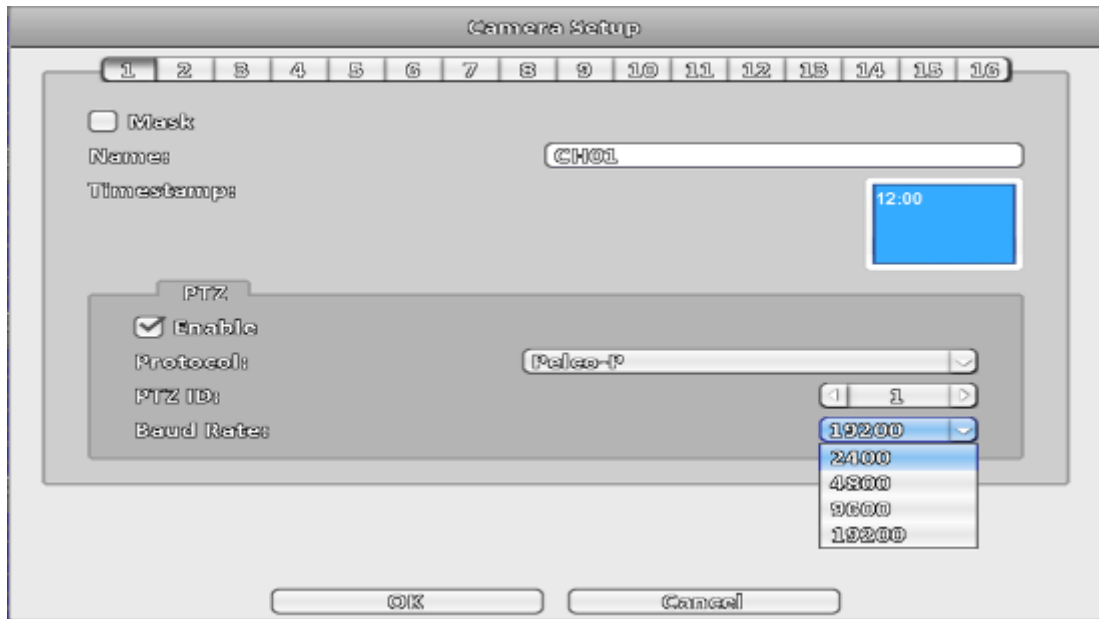 Camera Setup
1 2 3 4 5 6 7 8 9 10 11 12 13 14 15 16
Mask
Name: CH01
Timestamp:
12:00
PTZ
Enable
Protocol: Pelco-P
PTZ ID: 1
Baud Rate: 19200
2400
4800
9600
19200
OK Cancel